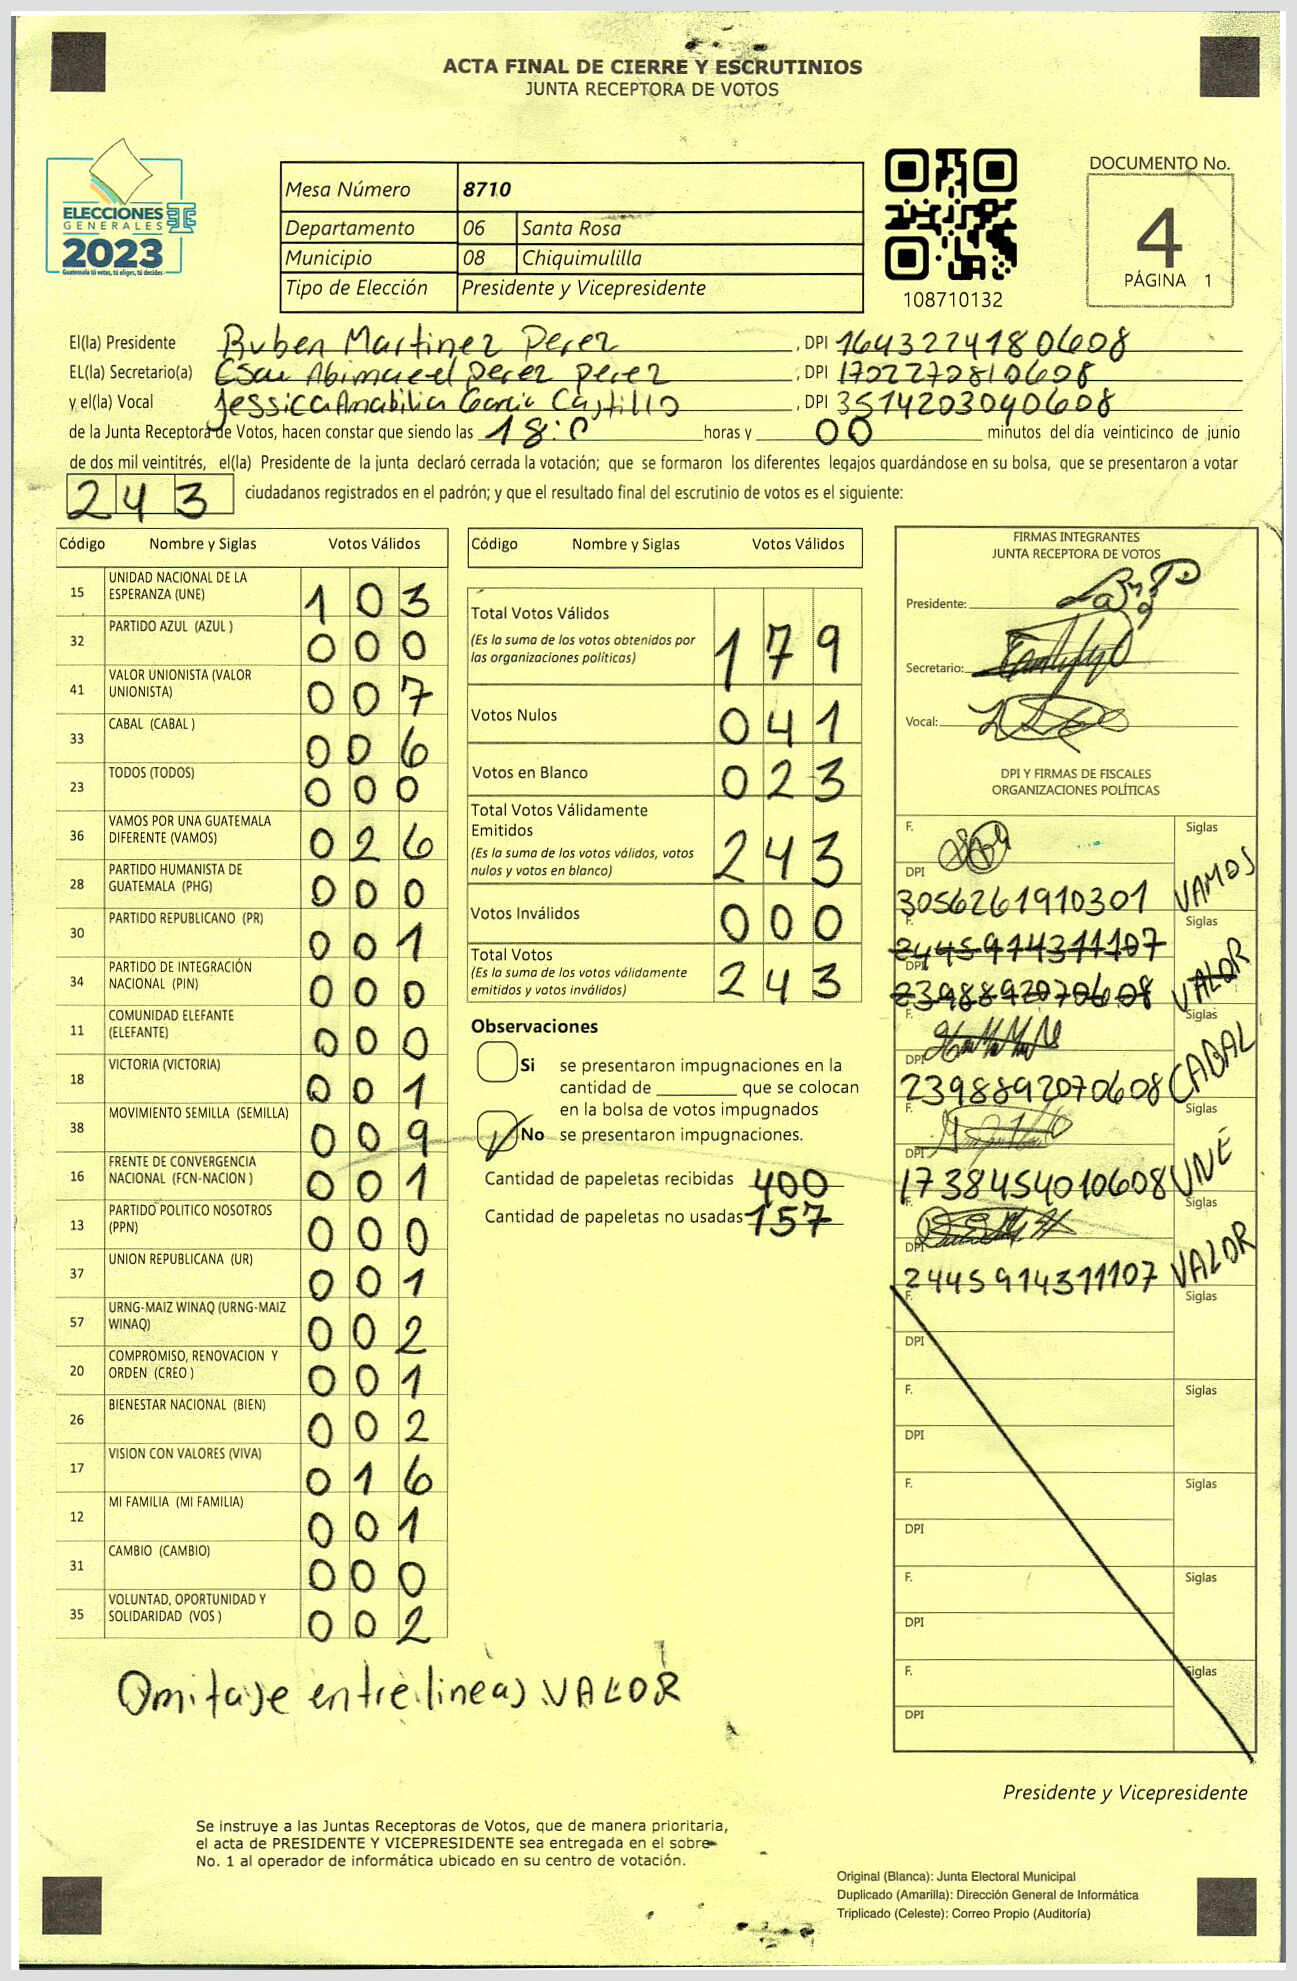 ACTA FINAL DE CIERRE Y ESCRUTINIOS
JUNTA RECEPTORA DE VOTOS
ELECCIONES
GENERALES
2023
Guatemala tú votas, tú eliges, tú decides
Mesa Número 8710
Departamento 06 Santa Rosa
Municipio 08 Chiquimulilla
Tipo de Elección Presidente y Vicepresidente
108710132
DOCUMENTO No.
4
PÁGINA 1
El(la) Presidente Ruben Martinez Perez, DPI 1643224180608
EL(la) Secretario(a) Esau Abimael perez perez, DPI 1702270810608
y el(la) Vocal Jessica Anabilia Garcia Castillo, DPI 3514203040608
de la Junta Receptora de Votos, hacen constar que siendo las 18:0 horas y 00 minutos del día veinticinco de junio
de dos mil veintitrés, el(la) Presidente de la junta declaró cerrada la votación; que se formaron los diferentes legajos quardándose en su bolsa, que se presentaron a votar
243 ciudadanos registrados en el padrón; y que el resultado final del escrutinio de votos es el siguiente:
Código Nombre y Siglas Votos Válidos
15 UNIDAD NACIONAL DE LA ESPERANZA (UNE) 103
32 PARTIDO AZUL (AZUL ) 000
41 VALOR UNIONISTA (VALOR UNIONISTA) 007
33 CABAL (CABAL ) 006
23 TODOS (TODOS) 000
36 VAMOS POR UNA GUATEMALA DIFERENTE (VAMOS) 026
28 PARTIDO HUMANISTA DE GUATEMALA (PHG) 000
30 PARTIDO REPUBLICANO (PR) 001
34 PARTIDO DE INTEGRACIÓN NACIONAL (PIN) 000
11 COMUNIDAD ELEFANTE (ELEFANTE) 000
18 VICTORIA (VICTORIA) 001
38 MOVIMIENTO SEMILLA (SEMILLA) 009
16 FRENTE DE CONVERGENCIA NACIONAL (FCN-NACION ) 001
13 PARTIDO POLITICO NOSOTROS (PPN) 000
37 UNION REPUBLICANA (UR) 001
57 URNG-MAIZ WINAQ (URNG-MAIZ WINAQ) 002
20 COMPROMISO, RENOVACION Y ORDEN (CREO ) 001
26 BIENESTAR NACIONAL (BIEN) 002
17 VISION CON VALORES (VIVA) 016
12 MI FAMILIA (MI FAMILIA) 001
31 CAMBIO (CAMBIO) 000
35 VOLUNTAD, OPORTUNIDAD Y SOLIDARIDAD (VOS ) 002
Omitase entre lineas VALOR
Código Nombre y Siglas Votos Válidos
Total Votos Válidos 179
(Es la suma de los votos obtenidos por
las organizaciones políticas)
Votos Nulos 041
Votos en Blanco 023
Total Votos Válidamente
Emitidos 243
(Es la suma de los votos válidos, votos
nulos y votos en blanco)
Votos Inválidos 000
Total Votos 243
(Es la suma de los votos válidamente
emitidos y votos inválidos)
Observaciones
Si se presentaron impugnaciones en la
cantidad de ________ que se colocan
en la bolsa de votos impugnados
No se presentaron impugnaciones.
Cantidad de papeletas recibidas 400
Cantidad de papeletas no usadas 157
FIRMAS INTEGRANTES
JUNTA RECEPTORA DE VOTOS
Presidente:
Secretario:
Vocal:
DPI Y FIRMAS DE FISCALES
ORGANIZACIONES POLÍTICAS
F. Siglas
DPI 3056261910301 VAMOS
F. 2445914311107 Siglas
DPI 2398892070608 VALOR
F. Siglas
DPI 2398892070608 CABAL
F. Siglas
DPI 1738454010608 UNE
F. Siglas
DPI 2445914311107 VALOR
F. Siglas
DPI
F. Siglas
DPI
F. Siglas
DPI
F. Siglas
DPI
F. Siglas
DPI
Presidente y Vicepresidente
Se instruye a las Juntas Receptoras de Votos, que de manera prioritaria,
el acta de PRESIDENTE Y VICEPRESIDENTE sea entregada en el sobre
No. 1 al operador de informática ubicado en su centro de votación.
Original (Blanca): Junta Electoral Municipal
Duplicado (Amarilla): Dirección General de Informática
Triplicado (Celeste): Correo Propio (Auditoría)